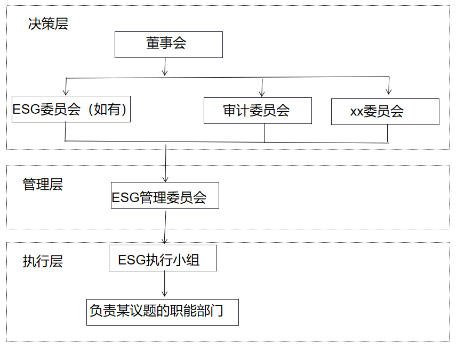 决策层
董事会
ESG委员会（如有）
审计委员会
xx委员会
管理层
ESG管理委员会
执行层
ESG执行小组
负责某议题的职能部门